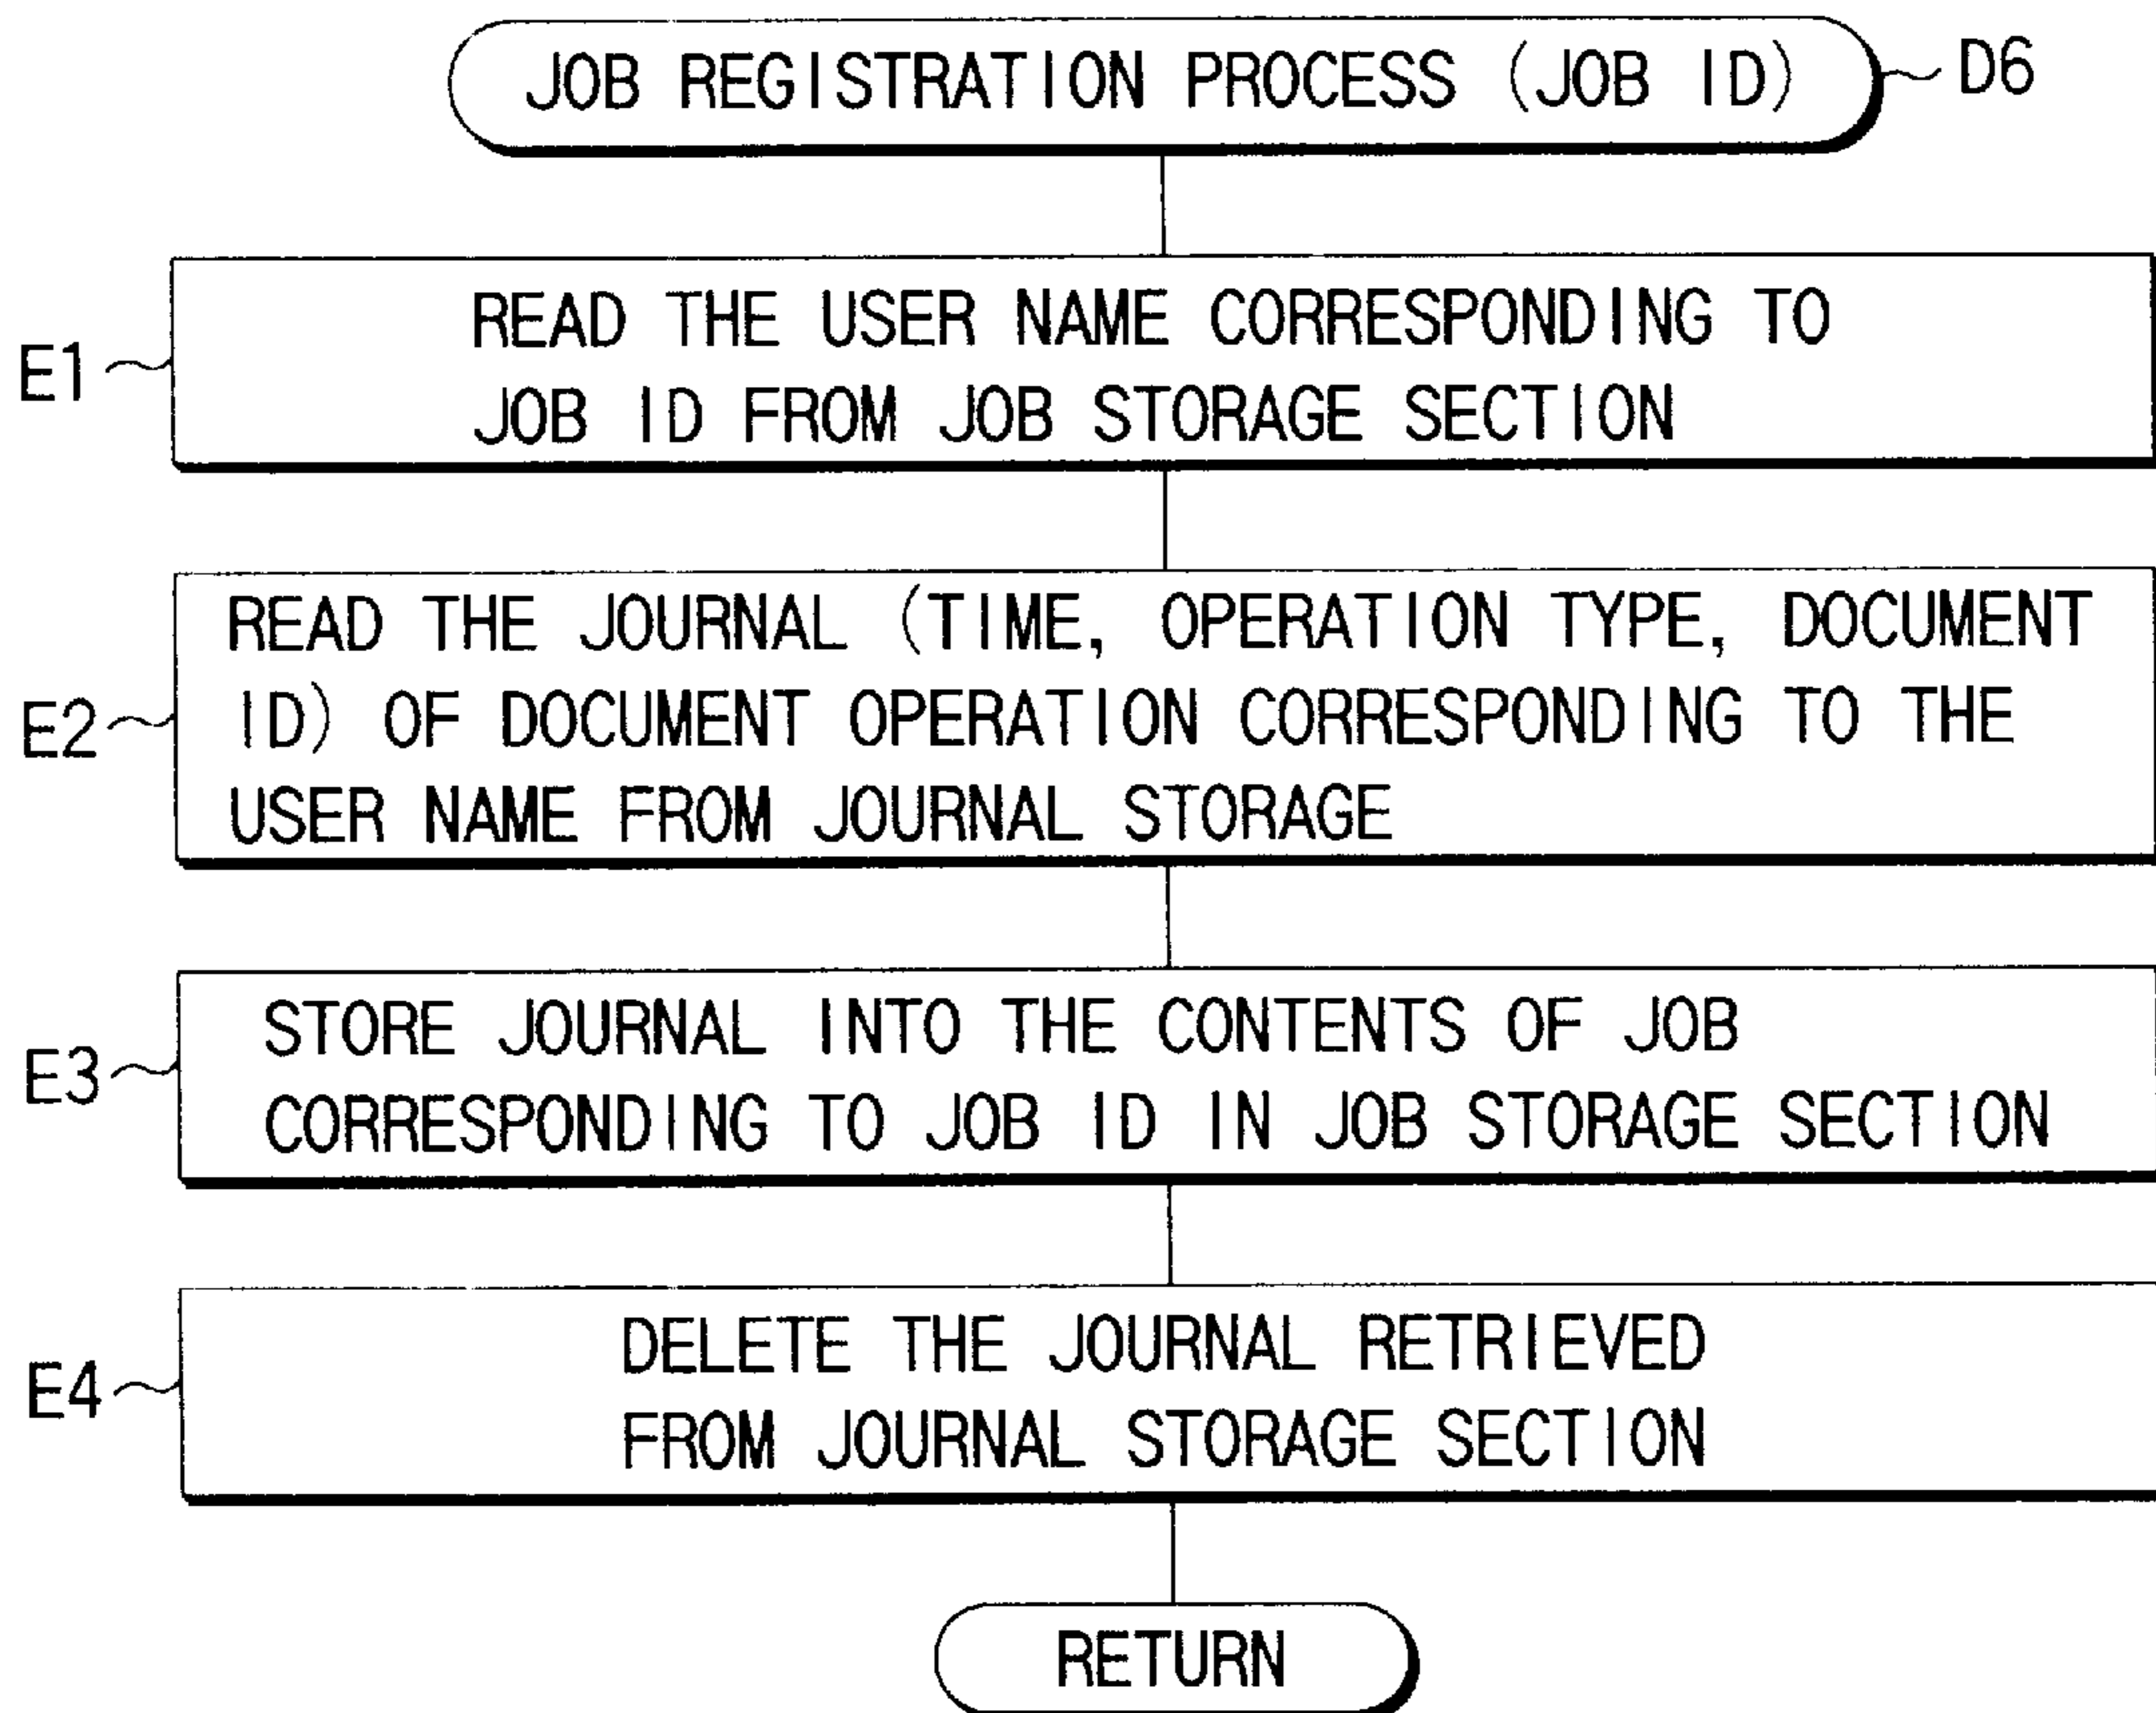 JOB REGISTRATION PROCESS (JOB ID)
D6
READ THE USER NAME CORRESPONDING TO
JOB ID FROM JOB STORAGE SECTION
E1
READ THE JOURNAL (TIME, OPERATION TYPE, DOCUMENT
ID) OF DOCUMENT OPERATION CORRESPONDING TO THE
USER NAME FROM JOURNAL STORAGE
E2
STORE JOURNAL INTO THE CONTENTS OF JOB
CORRESPONDING TO JOB ID IN JOB STORAGE SECTION
E3
DELETE THE JOURNAL RETRIEVED
FROM JOURNAL STORAGE SECTION
E4
RETURN